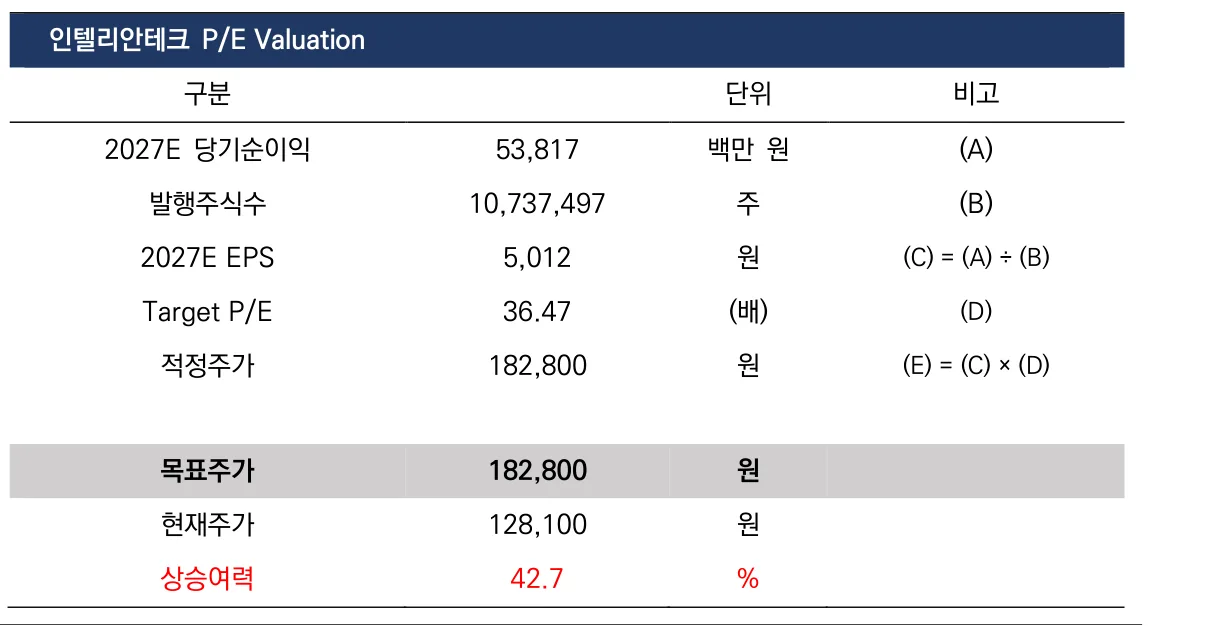 인텔리안테크 P/E Valuation
구분 단위 비고
2027E 당기순이익 53,817 백만 원 (A)
발행주식수 10,737,497 주 (B)
2027E EPS 5,012 원 (C) = (A) ÷ (B)
Target P/E 36.47 (배) (D)
적정주가 182,800 원 (E) = (C) × (D)
목표주가 182,800 원
현재주가 128,100 원
상승여력 42.7 %